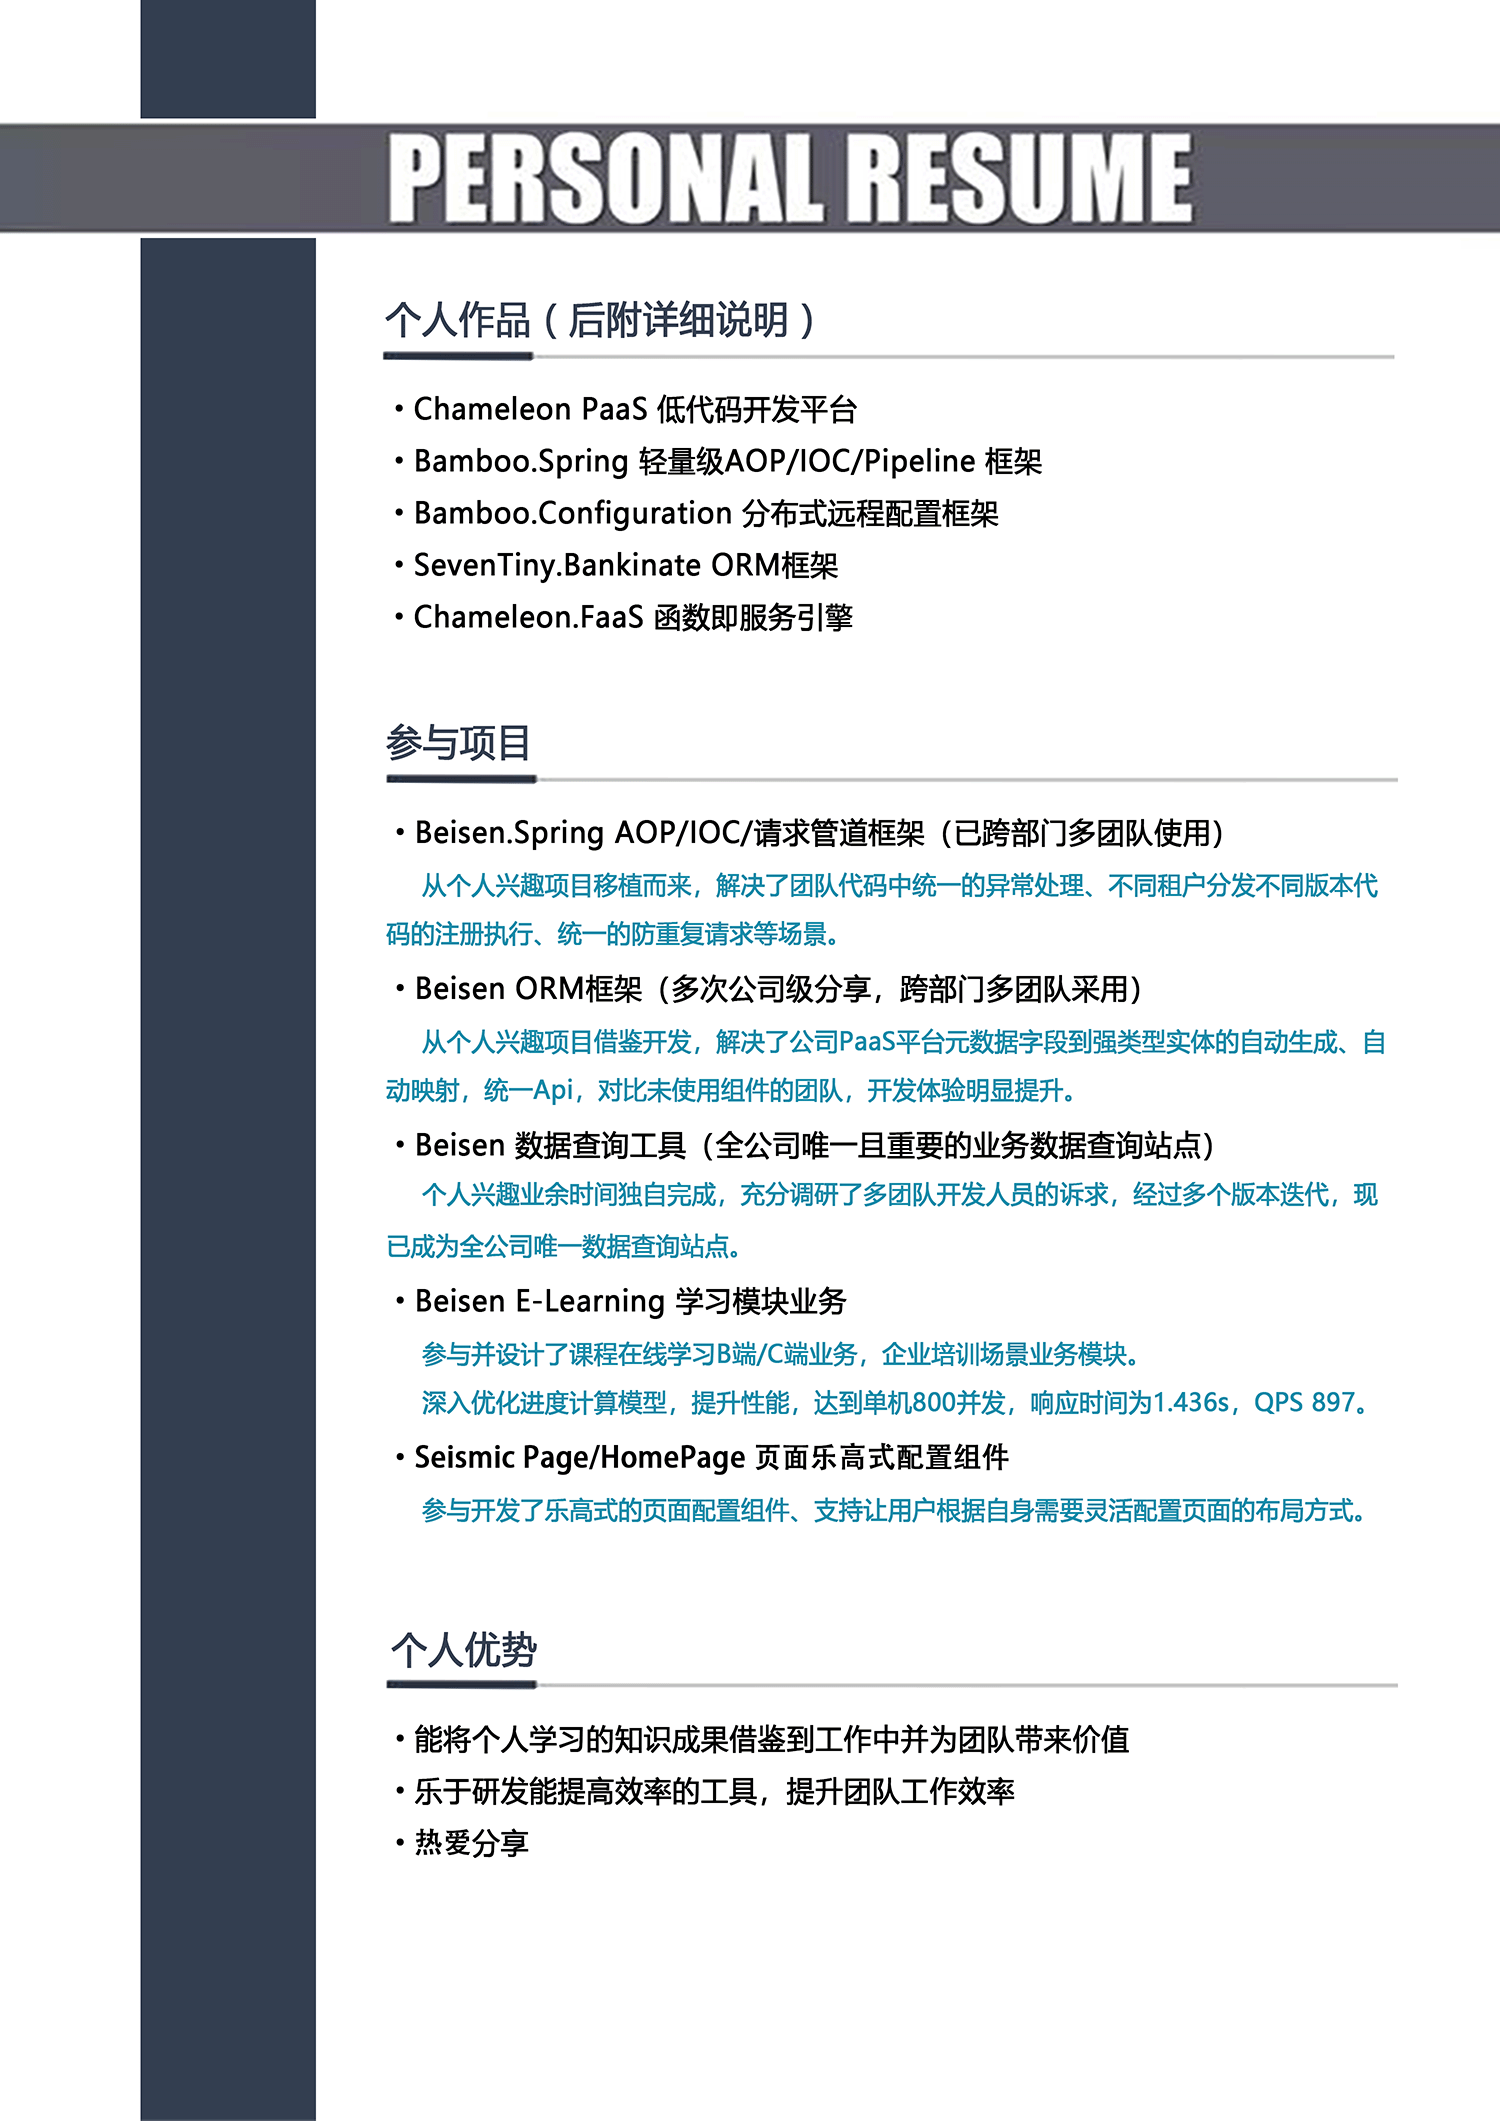 PERSONAL RESUME
个人作品（后附详细说明）
·Chameleon PaaS 低代码开发平台
·Bamboo.Spring 轻量级AOP/IOC/Pipeline 框架
·Bamboo.Configuration 分布式远程配置框架
·SevenTiny.Bankinate ORM框架
·Chameleon.FaaS 函数即服务引擎
参与项目
·Beisen.Spring AOP/IOC/请求管道框架（已跨部门多团队使用）
从个人兴趣项目移植而来，解决了团队代码中统一的异常处理、不同租户分发不同版本代
码的注册执行、统一的防重复请求等场景。
·Beisen ORM框架（多次公司级分享，跨部门多团队采用）
从个人兴趣项目借鉴开发，解决了公司PaaS平台元数据字段到强类型实体的自动生成、自
动映射，统一Api，对比未使用组件的团队，开发体验明显提升。
·Beisen 数据查询工具（全公司唯一且重要的业务数据查询站点）
个人兴趣业余时间独自完成，充分调研了多团队开发人员的诉求，经过多个版本迭代，现
已成为全公司唯一数据查询站点。
·Beisen E-Learning 学习模块业务
参与并设计了课程在线学习B端/C端业务，企业培训场景业务模块。
深入优化进度计算模型，提升性能，达到单机800并发，响应时间为1.436s，QPS 897。
·Seismic Page/HomePage 页面乐高式配置组件
参与开发了乐高式的页面配置组件、支持让用户根据自身需要灵活配置页面的布局方式。
个人优势
·能将个人学习的知识成果借鉴到工作中并为团队带来价值
·乐于研发能提高效率的工具，提升团队工作效率
·热爱分享